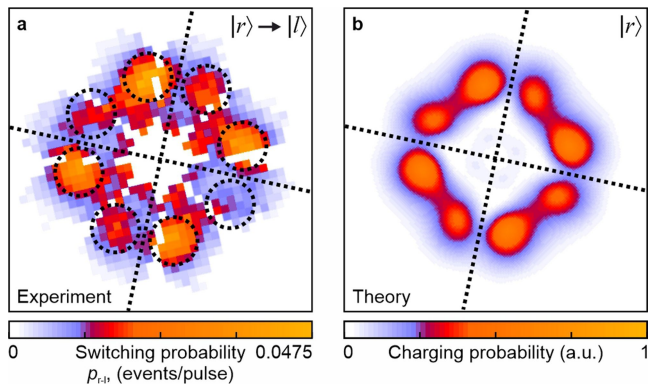 a |r⟩ → |l⟩
Experiment
0 0.0475
Switching probability
p_r-l, (events/pulse)
b |r⟩
Theory
0 Charging probability (a.u.) 1